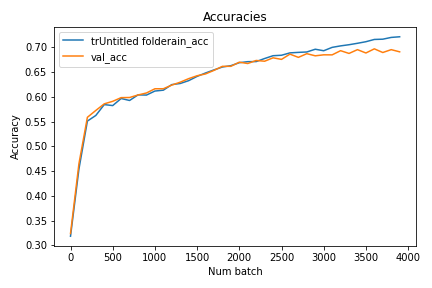 Accuracies
trUntitled folderain_acc
val_acc
Accuracy
0.70
0.65
0.60
0.55
0.50
0.45
0.40
0.35
0.30
0 500 1000 1500 2000 2500 3000 3500 4000
Num batch